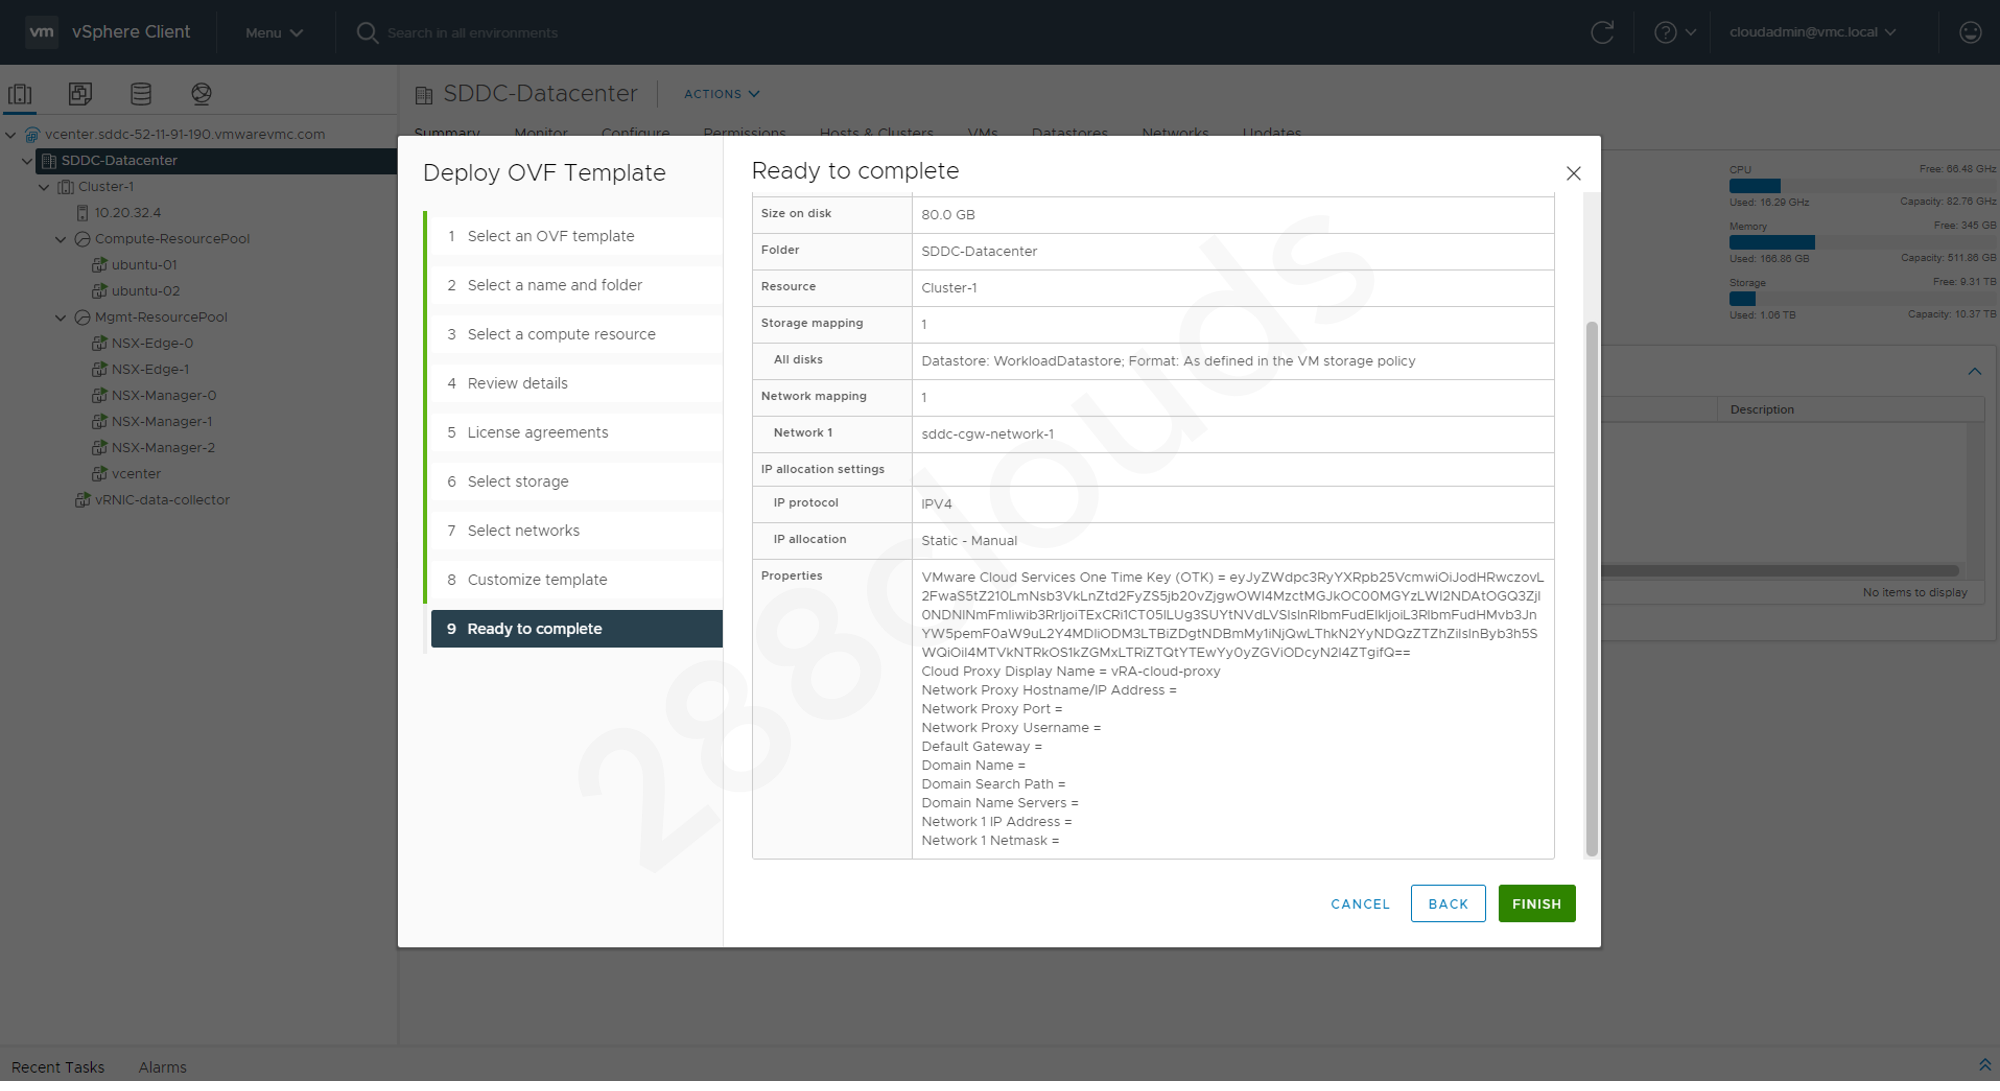 vm vSphere Client Menu Search in all environments cloudadmin@vmc.local
SDDC-Datacenter ACTIONS
vcenter.sddc-52-11-91-190.vmwarevmc.com
SDDC-Datacenter
Cluster-1
10.20.32.4
Compute-ResourcePool
ubuntu-01
ubuntu-02
Mgmt-ResourcePool
NSX-Edge-0
NSX-Edge-1
NSX-Manager-0
NSX-Manager-1
NSX-Manager-2
vcenter
vRNIC-data-collector
Summary Monitor Configure Permissions Hosts & Clusters VMs Datastores Networks Updates
Deploy OVF Template
1 Select an OVF template
2 Select a name and folder
3 Select a compute resource
4 Review details
5 License agreements
6 Select storage
7 Select networks
8 Customize template
9 Ready to complete
Ready to complete
Size on disk 80.0 GB
Folder SDDC-Datacenter
Resource Cluster-1
Storage mapping 1
All disks Datastore: WorkloadDatastore; Format: As defined in the VM storage policy
Network mapping 1
Network 1 sddc-cgw-network-1
IP allocation settings
IP protocol IPV4
IP allocation Static - Manual
Properties VMware Cloud Services One Time Key (OTK) =
Cloud Proxy Display Name = vRA-cloud-proxy
Network Proxy Hostname/IP Address =
Network Proxy Port =
Network Proxy Username =
Default Gateway =
Domain Name =
Domain Search Path =
Domain Name Servers =
Network 1 IP Address =
Network 1 Netmask =
CANCEL BACK FINISH
288clouds
CPU Free: 66.48 GHz
Used: 16.29 GHz Capacity: 82.76 GHz
Memory Free: 345 GB
Used: 166.86 GB Capacity: 511.86 GB
Storage Free: 9.31 TB
Used: 1.06 TB Capacity: 10.37 TB
Description
No items to display
Recent Tasks Alarms